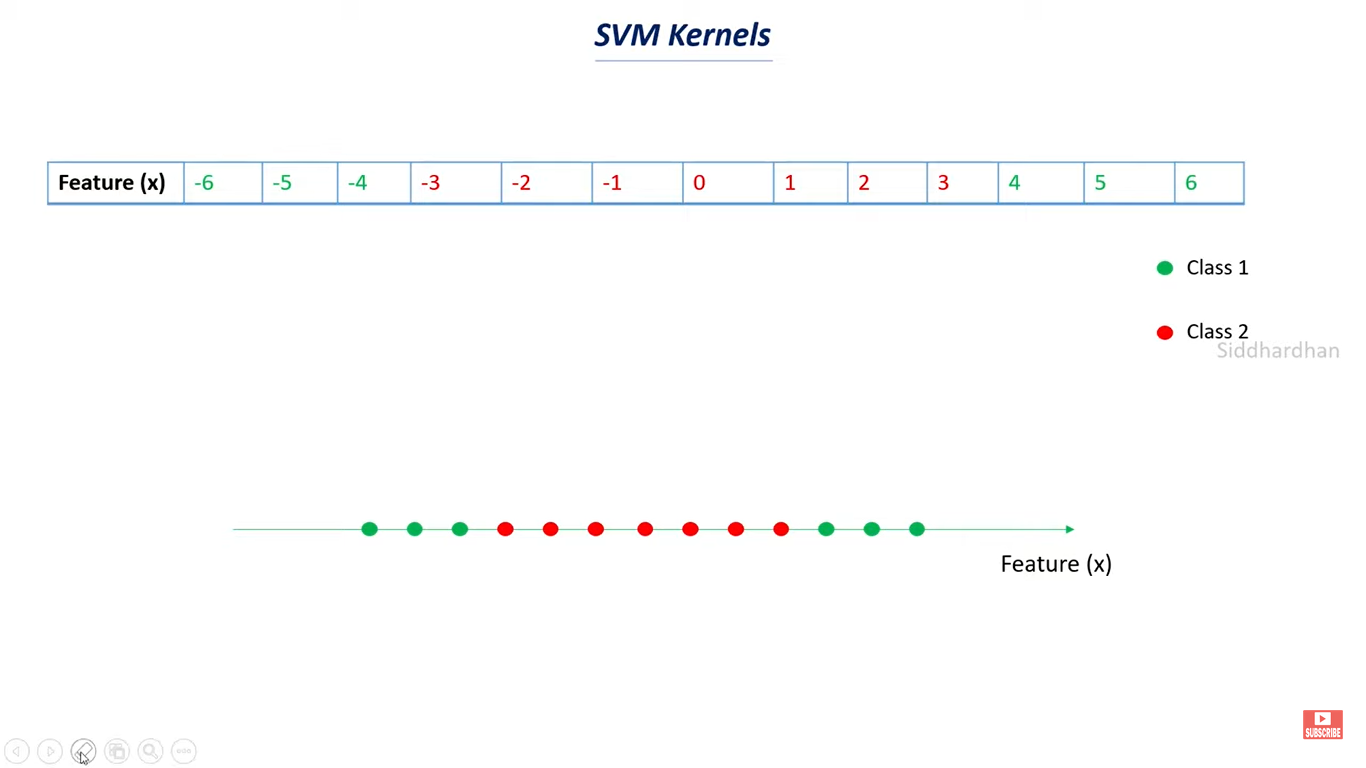 SVM Kernels
Feature (x) -6 -5 -4 -3 -2 -1 0 1 2 3 4 5 6
Class 1
Class 2
Siddhardhan
Feature (x)
SUBSCRIBE